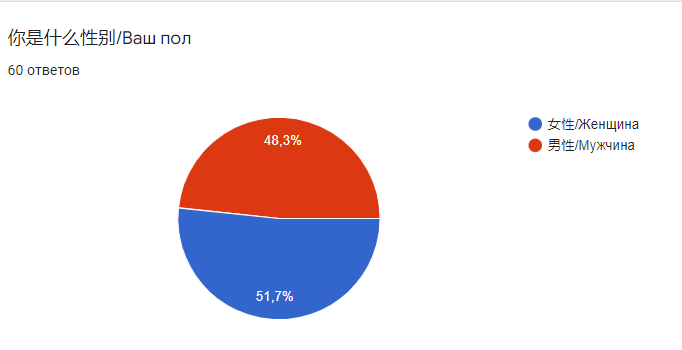 你是什么性别/Ваш пол
60 ответов
48,3%
51,7%
女性/Женщина
男性/Мужчина